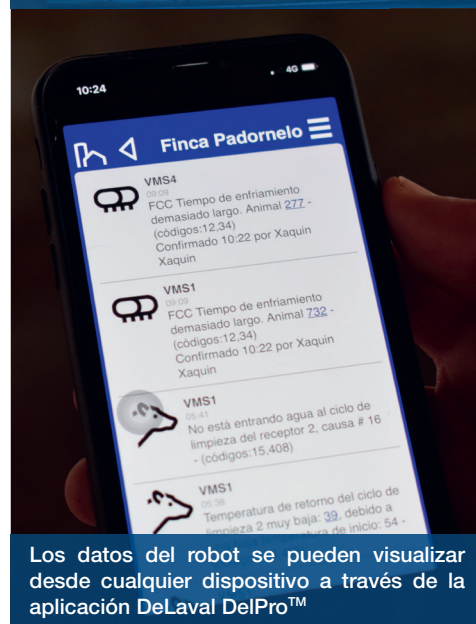 10:24
4G
Finca Padornelo
VMS4
09:09
FCC Tiempo de enfriamiento
demasiado largo. Animal 277 -
(códigos:12,34)
Confirmado 10:22 por Xaquin
Xaquin
VMS1
09:09
FCC Tiempo de enfriamiento
demasiado largo. Animal 732 -
(códigos:12,34)
Confirmado 10:22 por Xaquin
Xaquin
VMS1
05:41
No está entrando agua al ciclo de
limpieza del receptor 2, causa # 16
- (códigos:15,408)
VMS1
05:38
Temperatura de retorno del ciclo de
limpieza 2 muy baja: 39, debido a
de inicio: 54 -
Los datos del robot se pueden visualizar
desde cualquier dispositivo a través de la
aplicación DeLaval DelPro™